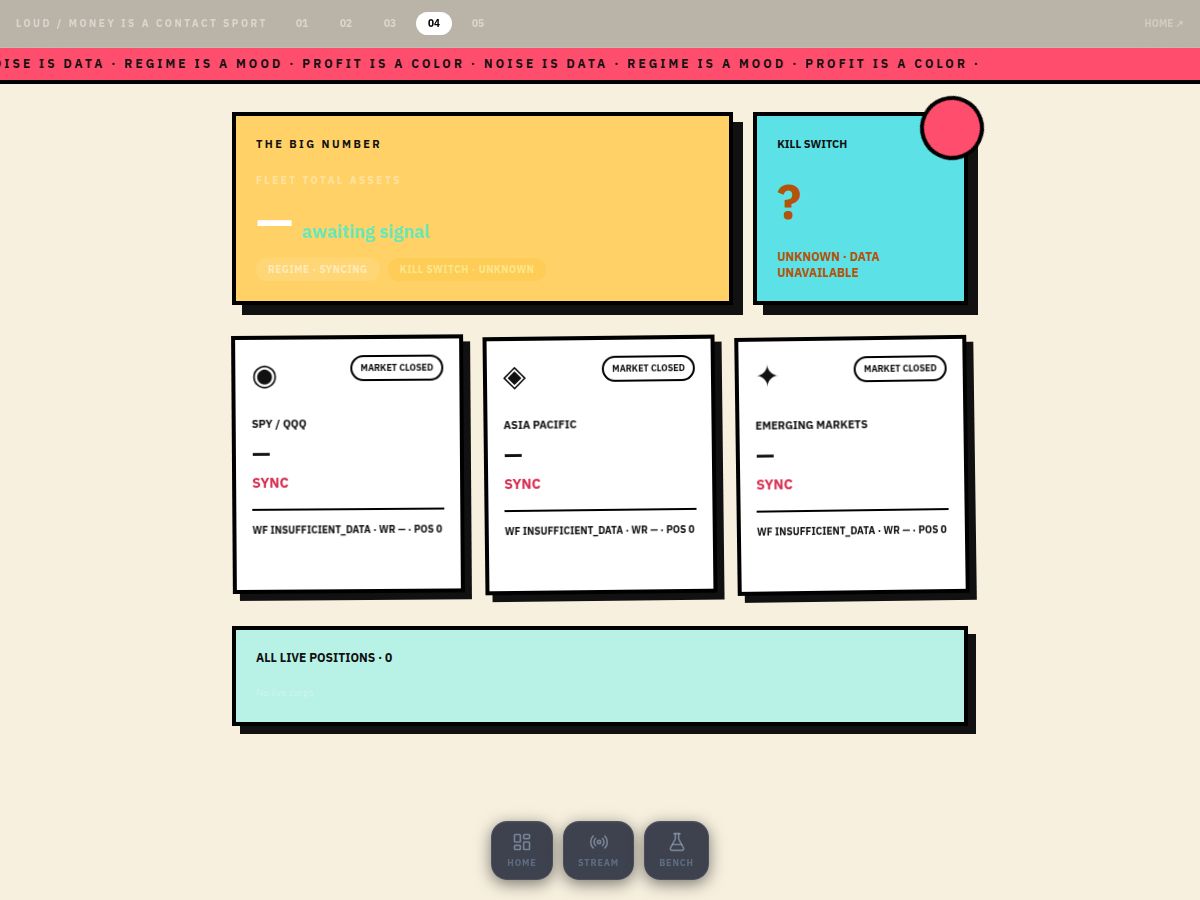 LOUD / MONEY IS A CONTACT SPORT 01 02 03 04 05 HOME ↗
OISE IS DATA · REGIME IS A MOOD · PROFIT IS A COLOR · NOISE IS DATA · REGIME IS A MOOD · PROFIT IS A COLOR ·
THE BIG NUMBER
FLEET TOTAL ASSETS
— awaiting signal
REGIME · SYNCING KILL SWITCH · UNKNOWN
KILL SWITCH
?
UNKNOWN · DATA
UNAVAILABLE
MARKET CLOSED
SPY / QQQ
—
SYNC
WF INSUFFICIENT_DATA · WR — · POS 0
MARKET CLOSED
ASIA PACIFIC
—
SYNC
WF INSUFFICIENT_DATA · WR — · POS 0
MARKET CLOSED
EMERGING MARKETS
—
SYNC
WF INSUFFICIENT_DATA · WR — · POS 0
ALL LIVE POSITIONS · 0
No live cargo
HOME STREAM BENCH